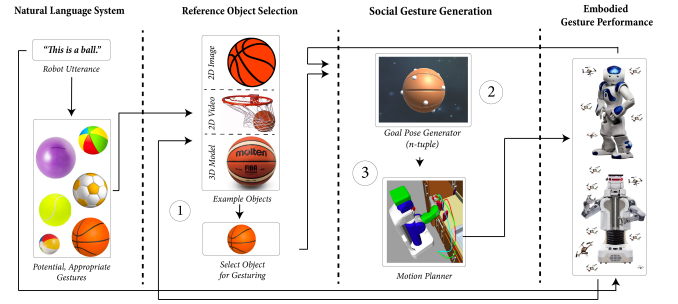 Natural Language System
Reference Object Selection
Social Gesture Generation
Embodied
Gesture Performance
"This is a ball."
Robot Utterance
Potential, Appropriate
Gestures
2D Image
2D Video
3D Model
molten
Example Objects
1
Select Object
for Gesturing
2
Goal Pose Generator
(n-tuple)
3
Motion Planner